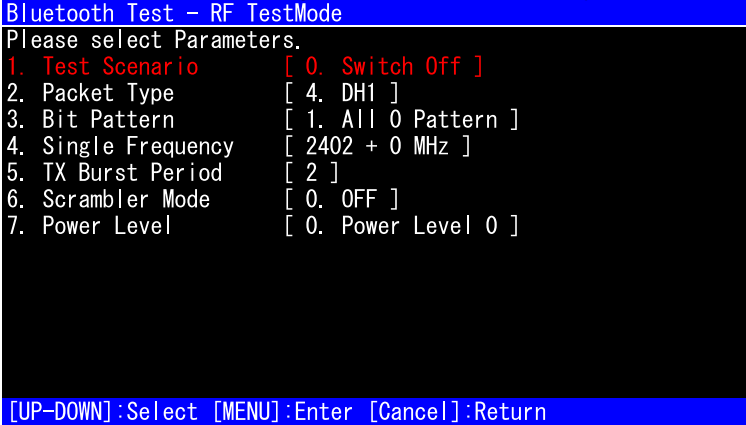 Bluetooth Test - RF TestMode
Please select Parameters.
1. Test Scenario [ 0. Switch Off ]
2. Packet Type [ 4. DH1 ]
3. Bit Pattern [ 1. All 0 Pattern ]
4. Single Frequency [ 2402 + 0 MHz ]
5. TX Burst Period [ 2 ]
6. Scrambler Mode [ 0. OFF ]
7. Power Level [ 0. Power Level 0 ]
[UP-DOWN]:Select [MENU]:Enter [Cancel]:Return